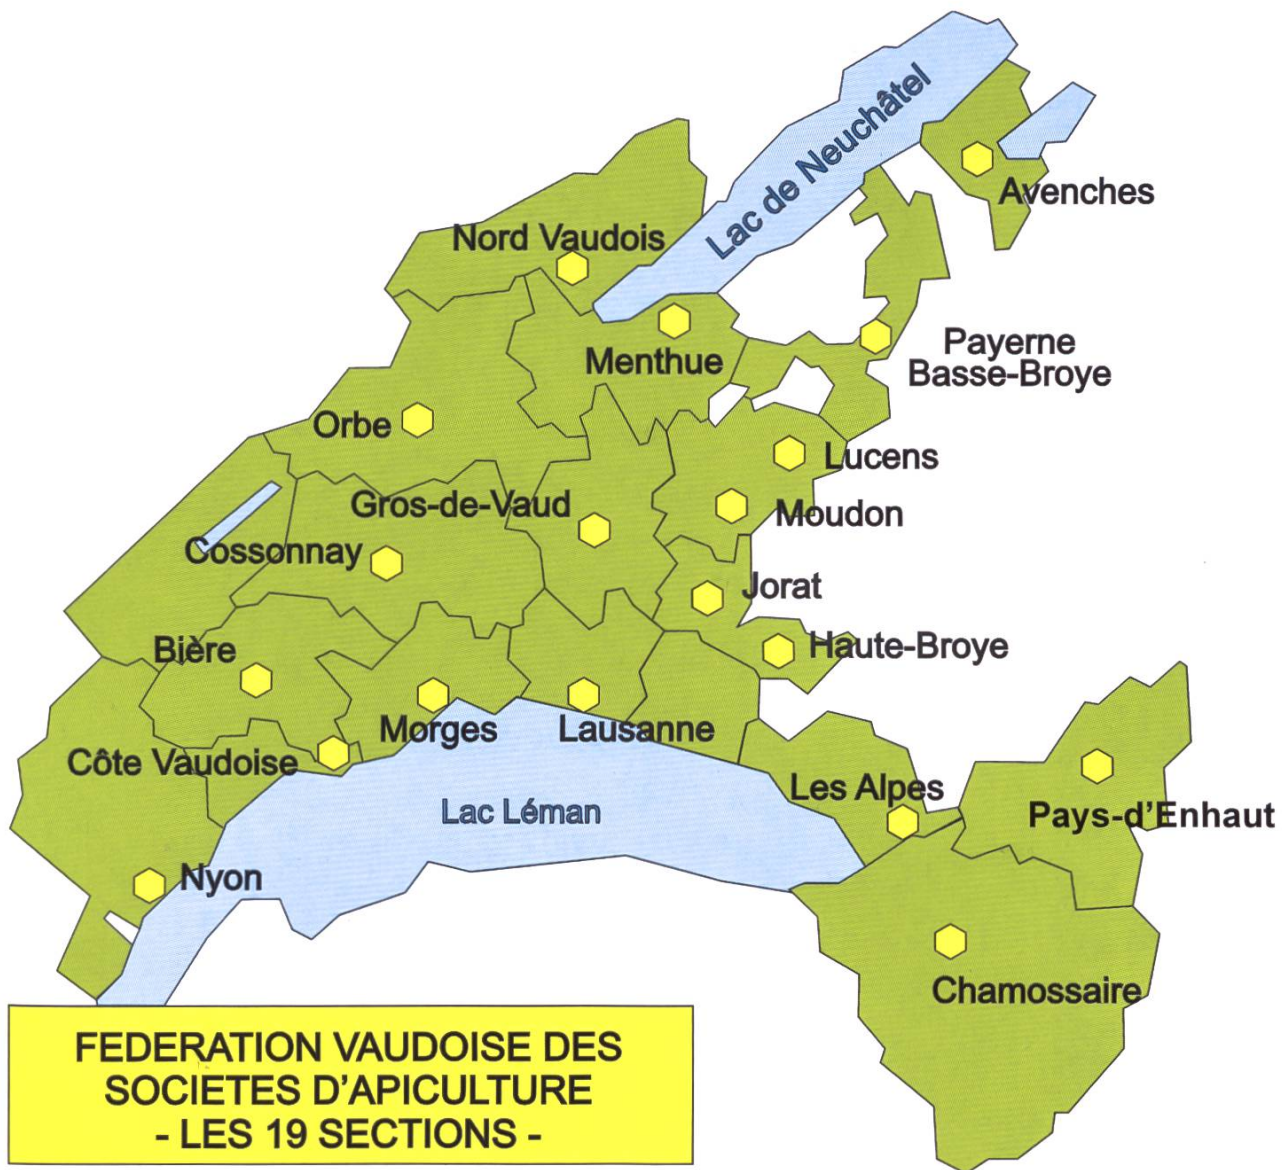 Lac de Neuchâtel
Avenches
Nord Vaudois
Payerne
Basse-Broye
Menthue
Orbe
Lucens
Gros-de-Vaud
Moudon
Cossonnay
Jorat
Bière
Haute-Broye
Morges
Lausanne
Côte Vaudoise
Les Alpes
Pays-d'Enhaut
Lac Léman
Nyon
Chamossaire
FEDERATION VAUDOISE DES
SOCIETES D'APICULTURE
- LES 19 SECTIONS -